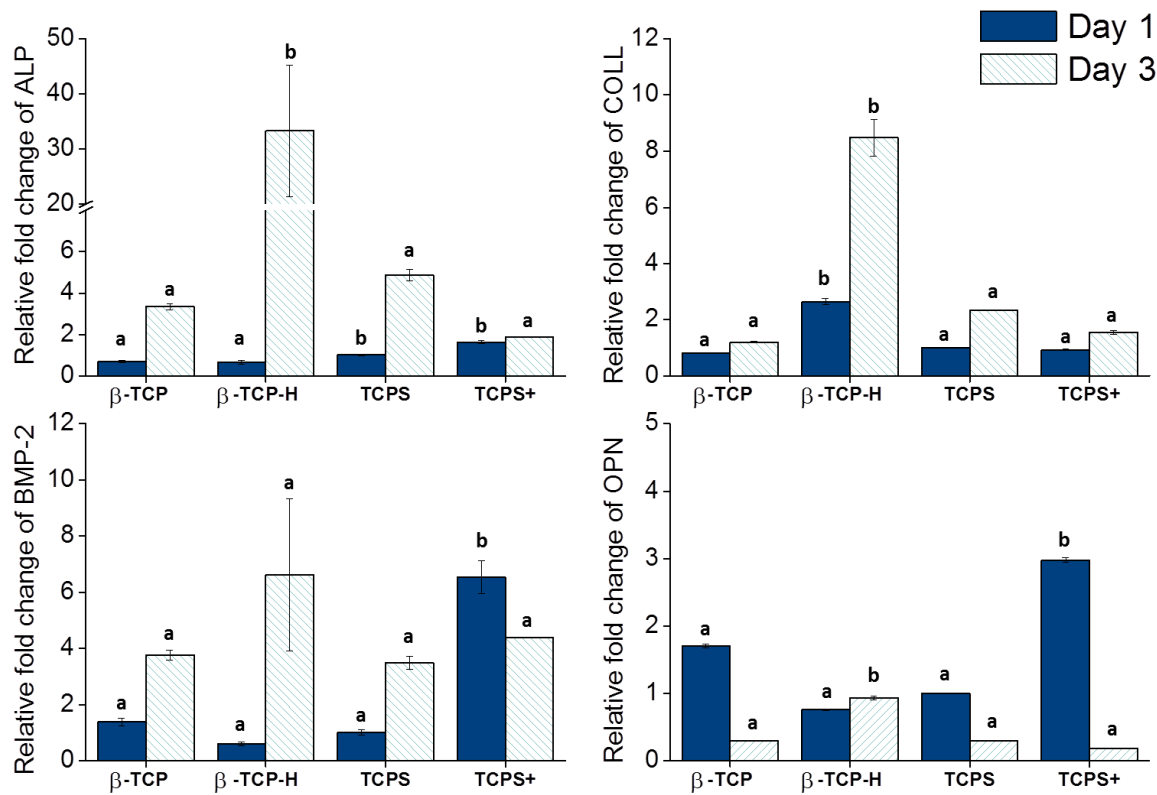 Day 1
Day 3
Relative fold change of ALP
50
40
30
20
6
4
2
0
a
a
a
b
b
a
b
a
β-TCP
β-TCP-H
TCPS
TCPS+
Relative fold change of COLL
12
10
8
6
4
2
0
a
a
b
b
a
a
a
a
β-TCP
β-TCP-H
TCPS
TCPS+
Relative fold change of BMP-2
12
10
8
6
4
2
0
a
a
a
a
a
a
b
a
β-TCP
β-TCP-H
TCPS
TCPS+
Relative fold change of OPN
5
4
3
2
1
0
a
a
a
b
a
a
b
a
β-TCP
β-TCP-H
TCPS
TCPS+